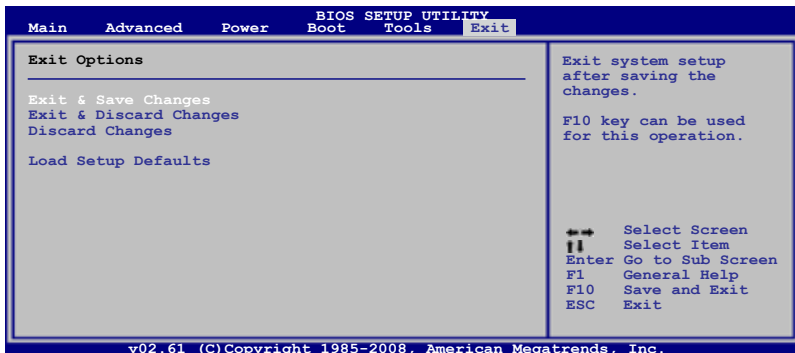 BIOS SETUP UTILITY
Main Advanced Power Boot Tools Exit
Exit Options
Exit & Save Changes
Exit & Discard Changes
Discard Changes
Load Setup Defaults
Exit system setup
after saving the
changes.
F10 key can be used
for this operation.
Select Screen
Select Item
Enter Go to Sub Screen
F1 General Help
F10 Save and Exit
ESC Exit
v02.61 (C)Copyright 1985-2008, American Megatrends, Inc.